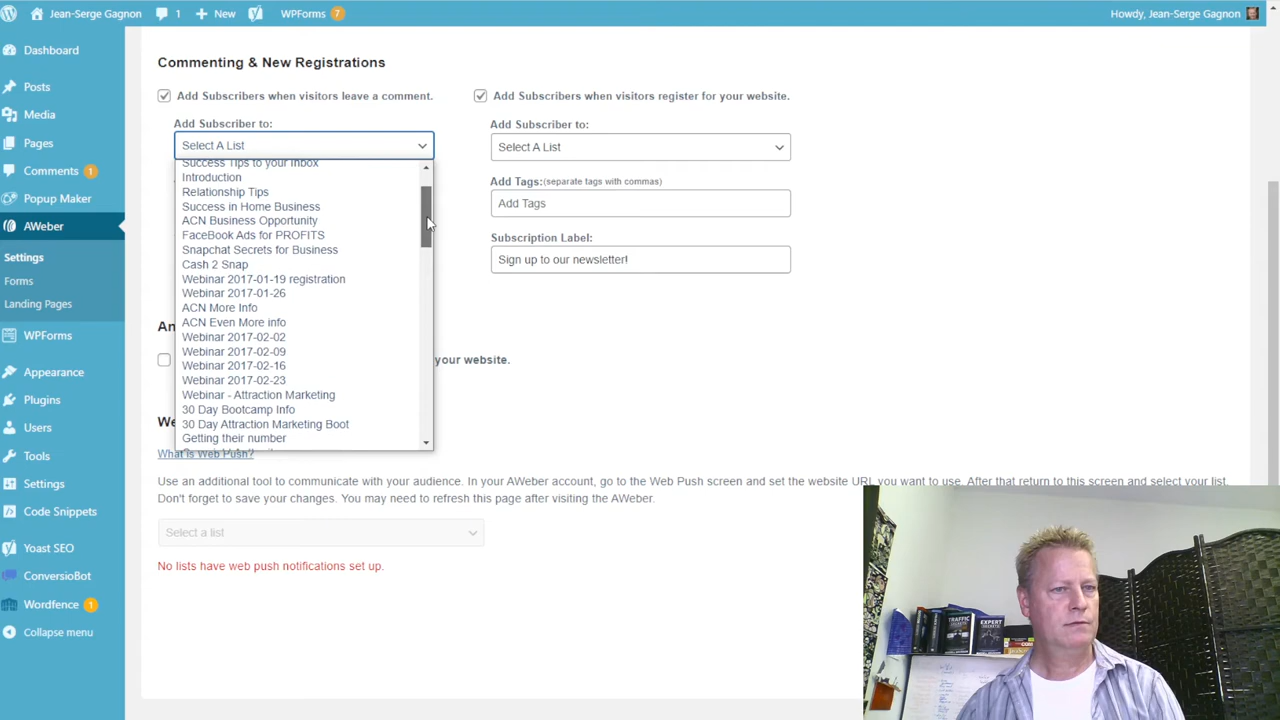 Jean-Serge Gagnon 1 New WPForms 7 Howdy, Jean-Serge Gagnon
Dashboard
Posts
Media
Pages
Comments 1
Popup Maker
AWeber
Settings
Forms
Landing Pages
WPForms
Appearance
Plugins
Users
Tools
Settings
Code Snippets
Yoast SEO
ConversioBot
Wordfence 1
Collapse menu
Commenting & New Registrations
Add Subscribers when visitors leave a comment.
Add Subscriber to:
Select A List
Success Tips to your Inbox
Introduction
Relationship Tips
Success in Home Business
ACN Business Opportunity
FaceBook Ads for PROFITS
Snapchat Secrets for Business
Cash 2 Snap
Webinar 2017-01-19 registration
Webinar 2017-01-26
ACN More Info
ACN Even More info
Webinar 2017-02-02
Webinar 2017-02-09
Webinar 2017-02-16
Webinar 2017-02-23
Webinar - Attraction Marketing
30 Day Bootcamp Info
30 Day Attraction Marketing Boot
Getting their number
Add Subscribers when visitors register for your website.
Add Subscriber to:
Select A List
Add Tags:(separate tags with commas)
Add Tags
Subscription Label:
Sign up to our newsletter!
An
your website.
We
What is Web Push?
Use an additional tool to communicate with your audience. In your AWeber account, go to the Web Push screen and set the website URL you want to use. After that return to this screen and select your list.
Don't forget to save your changes. You may need to refresh this page after visiting the AWeber.
Select a list
No lists have web push notifications set up.
TRAFFIC SECRETS
EXPERT SECRETS